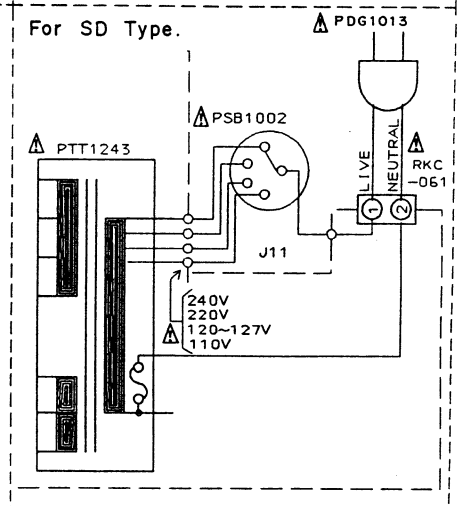 For SD Type.
PDG1013
PSB1002
PTT1243
LIVE
NEUTRAL
RKC
-061
1
2
J11
240V
220V
120~127V
110V